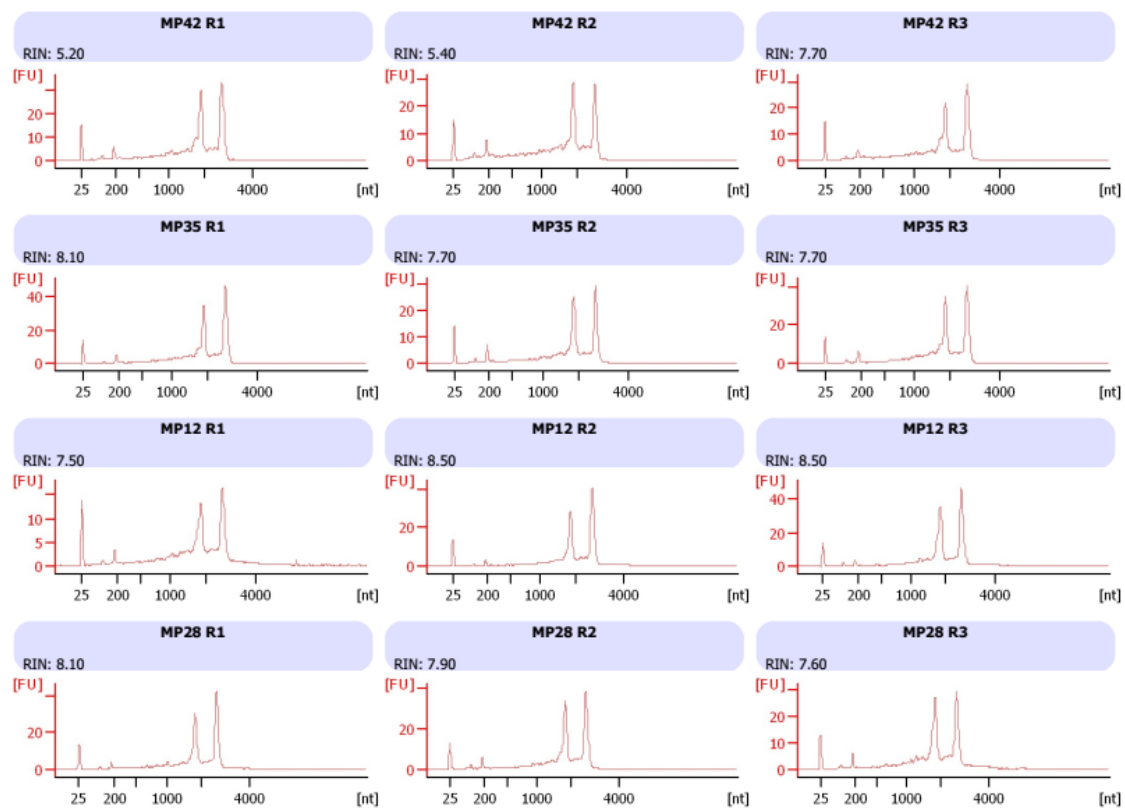 MP42 R1
RIN: 5.20
[FU]
20
10
0
25 200 1000 4000 [nt]
MP42 R2
RIN: 5.40
[FU]
20
10
0
25 200 1000 4000 [nt]
MP42 R3
RIN: 7.70
[FU]
20
10
0
25 200 1000 4000 [nt]
MP35 R1
RIN: 8.10
[FU]
40
20
0
25 200 1000 4000 [nt]
MP35 R2
RIN: 7.70
[FU]
20
10
0
25 200 1000 4000 [nt]
MP35 R3
RIN: 7.70
[FU]
20
0
25 200 1000 4000 [nt]
MP12 R1
RIN: 7.50
[FU]
10
5
0
25 200 1000 4000 [nt]
MP12 R2
RIN: 8.50
[FU]
20
0
25 200 1000 4000 [nt]
MP12 R3
RIN: 8.50
[FU]
40
20
0
25 200 1000 4000 [nt]
MP28 R1
RIN: 8.10
[FU]
20
0
25 200 1000 4000 [nt]
MP28 R2
RIN: 7.90
[FU]
20
0
25 200 1000 4000 [nt]
MP28 R3
RIN: 7.60
[FU]
20
10
0
25 200 1000 4000 [nt]